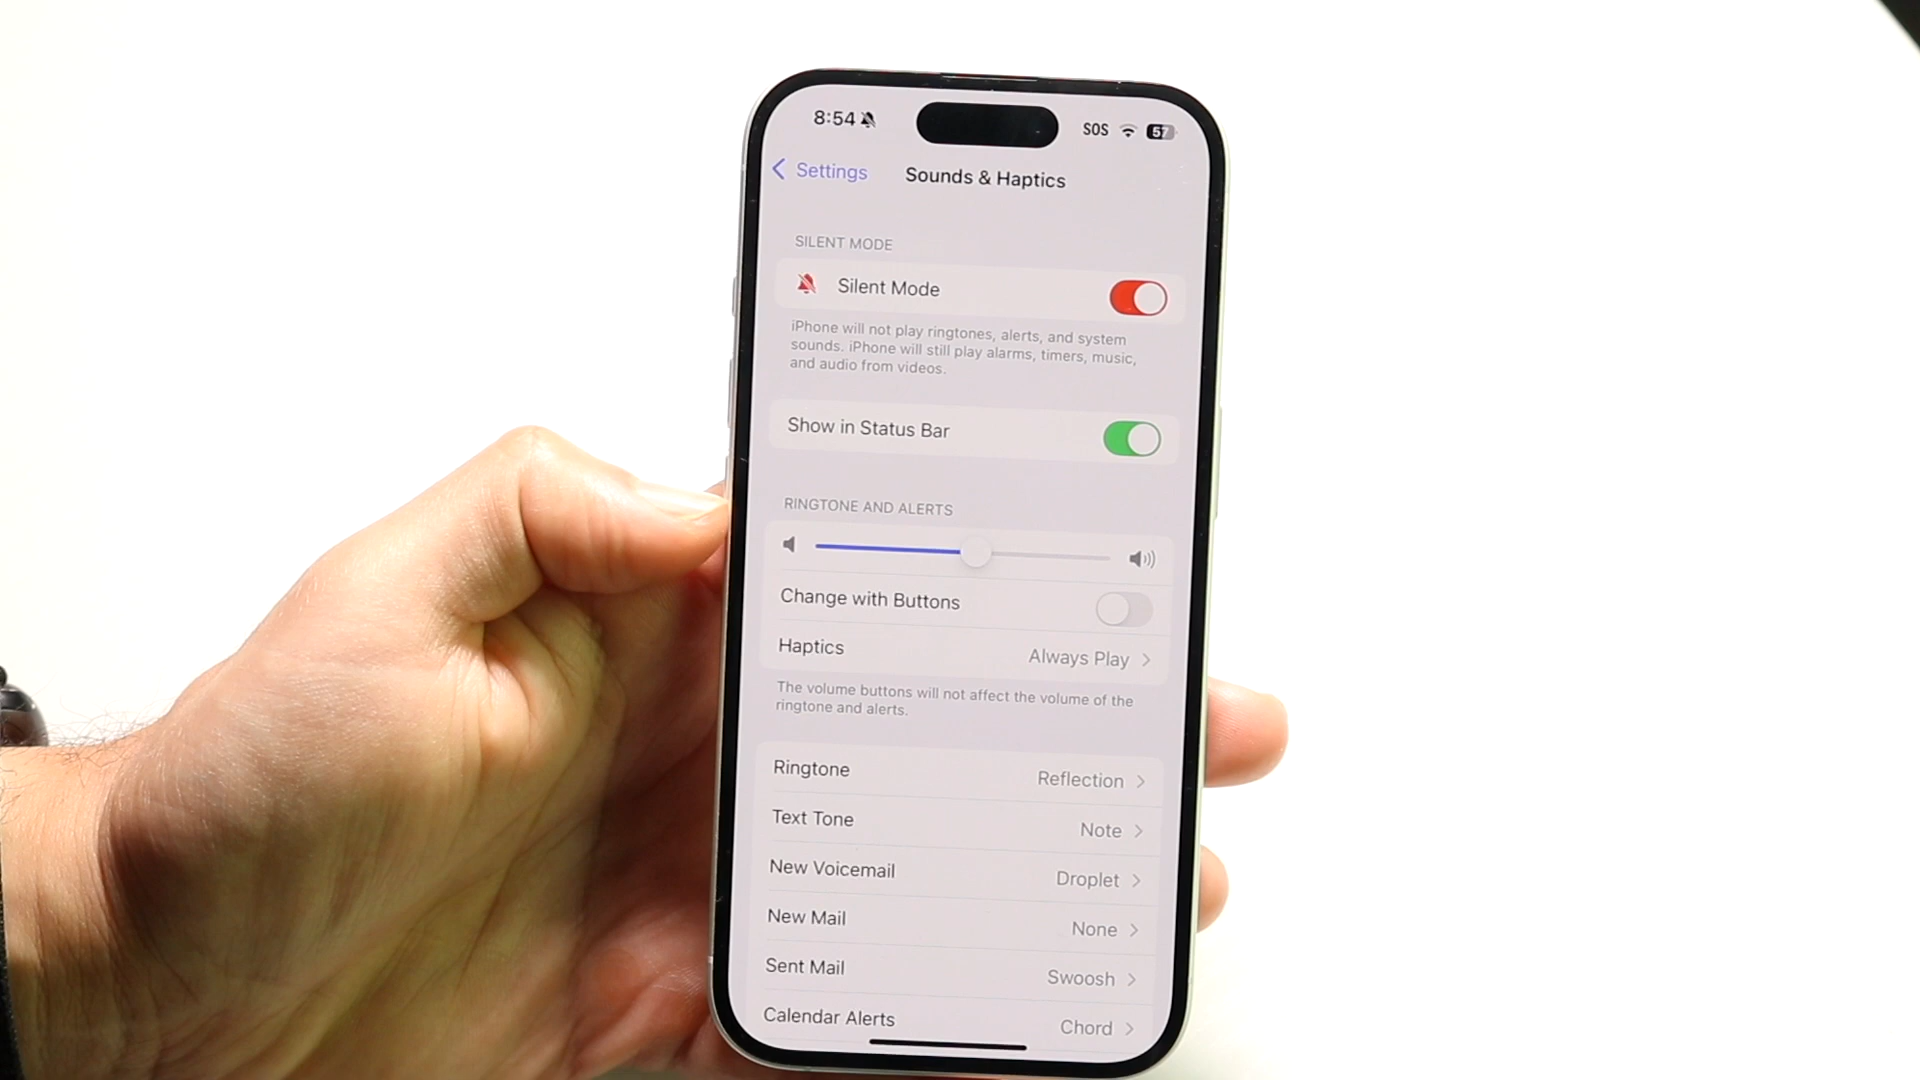 8:54
SOS
57
Settings
Sounds & Haptics
SILENT MODE
Silent Mode
iPhone will not play ringtones, alerts, and system
sounds. iPhone will still play alarms, timers, music,
and audio from videos.
Show in Status Bar
RINGTONE AND ALERTS
Change with Buttons
Haptics Always Play
The volume buttons will not affect the volume of the
ringtone and alerts.
Ringtone Reflection
Text Tone Note
New Voicemail Droplet
New Mail None
Sent Mail Swoosh
Calendar Alerts Chord